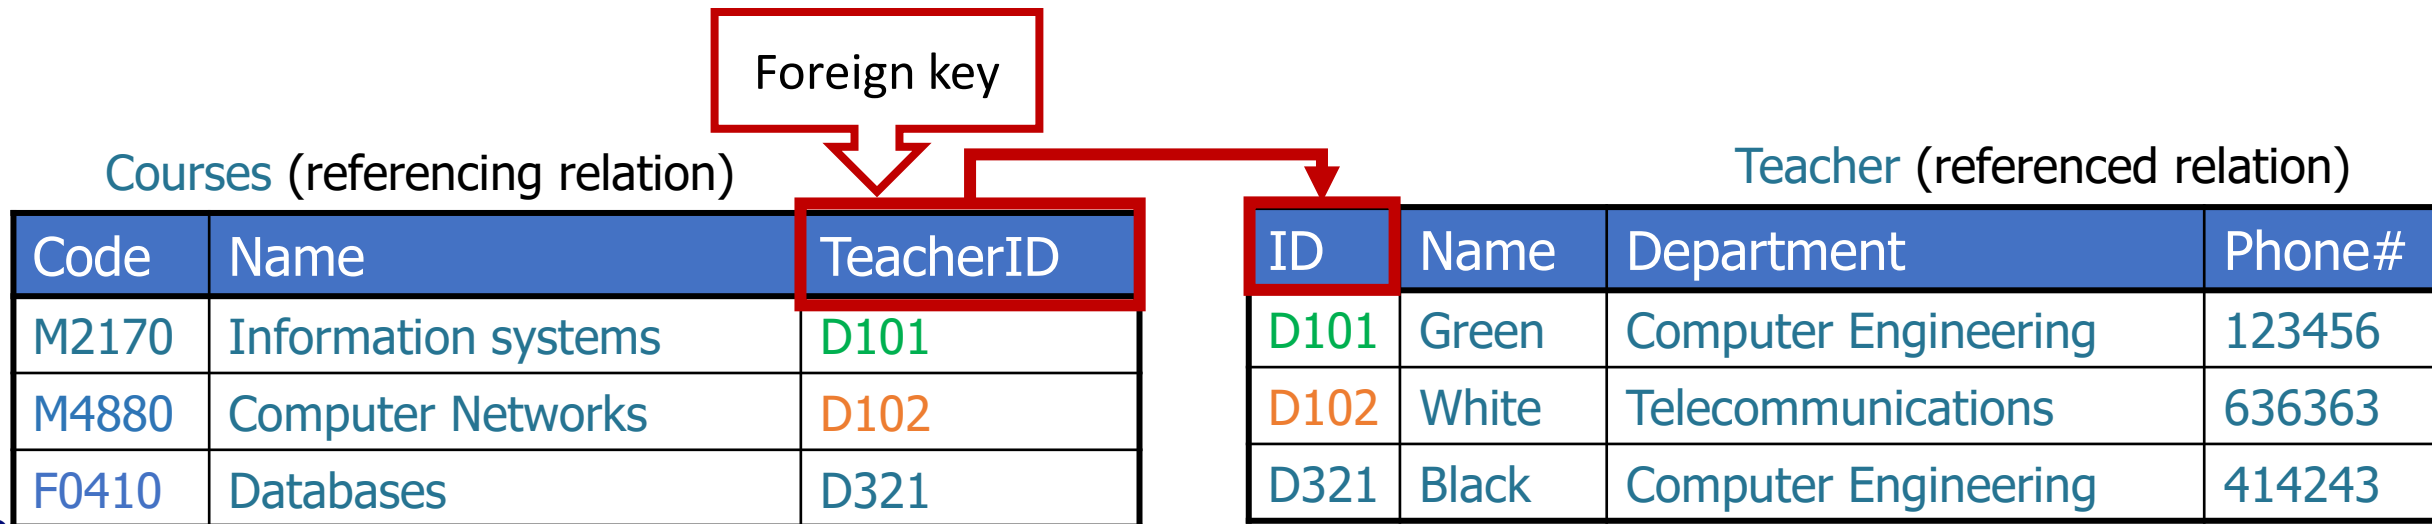 Foreign key
Courses (referencing relation)
Code Name TeacherID
M2170 Information systems D101
M4880 Computer Networks D102
F0410 Databases D321
Teacher (referenced relation)
ID Name Department Phone#
D101 Green Computer Engineering 123456
D102 White Telecommunications 636363
D321 Black Computer Engineering 414243